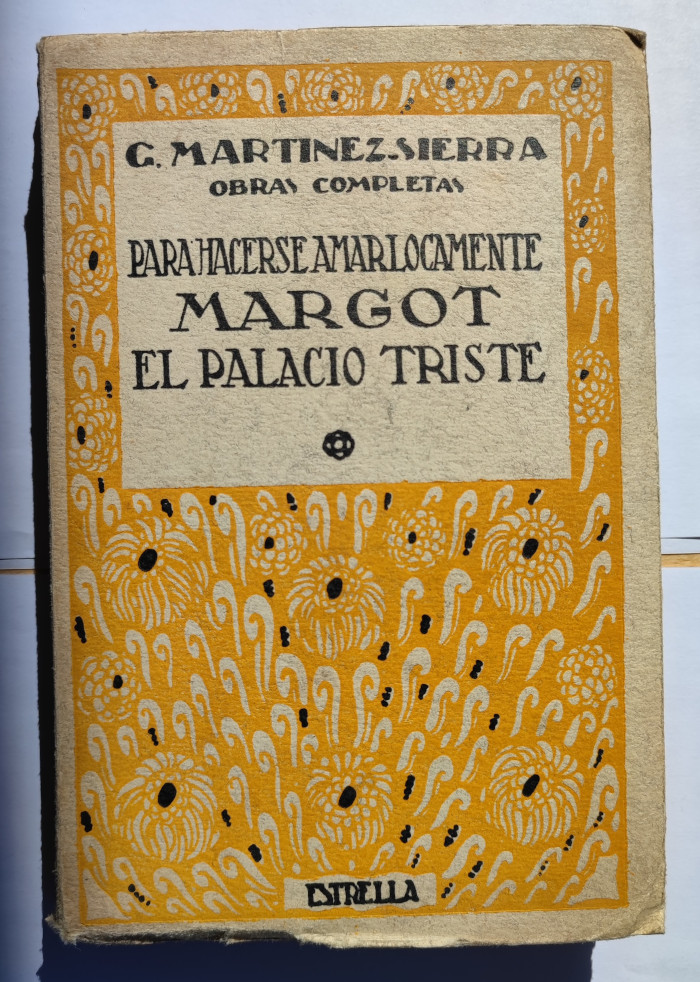 G. MARTINEZ-SIERRA
OBRAS COMPLETAS
PARA HACERSE AMAR LOCAMENTE
MARGOT
EL PALACIO TRISTE
ESTRELLA